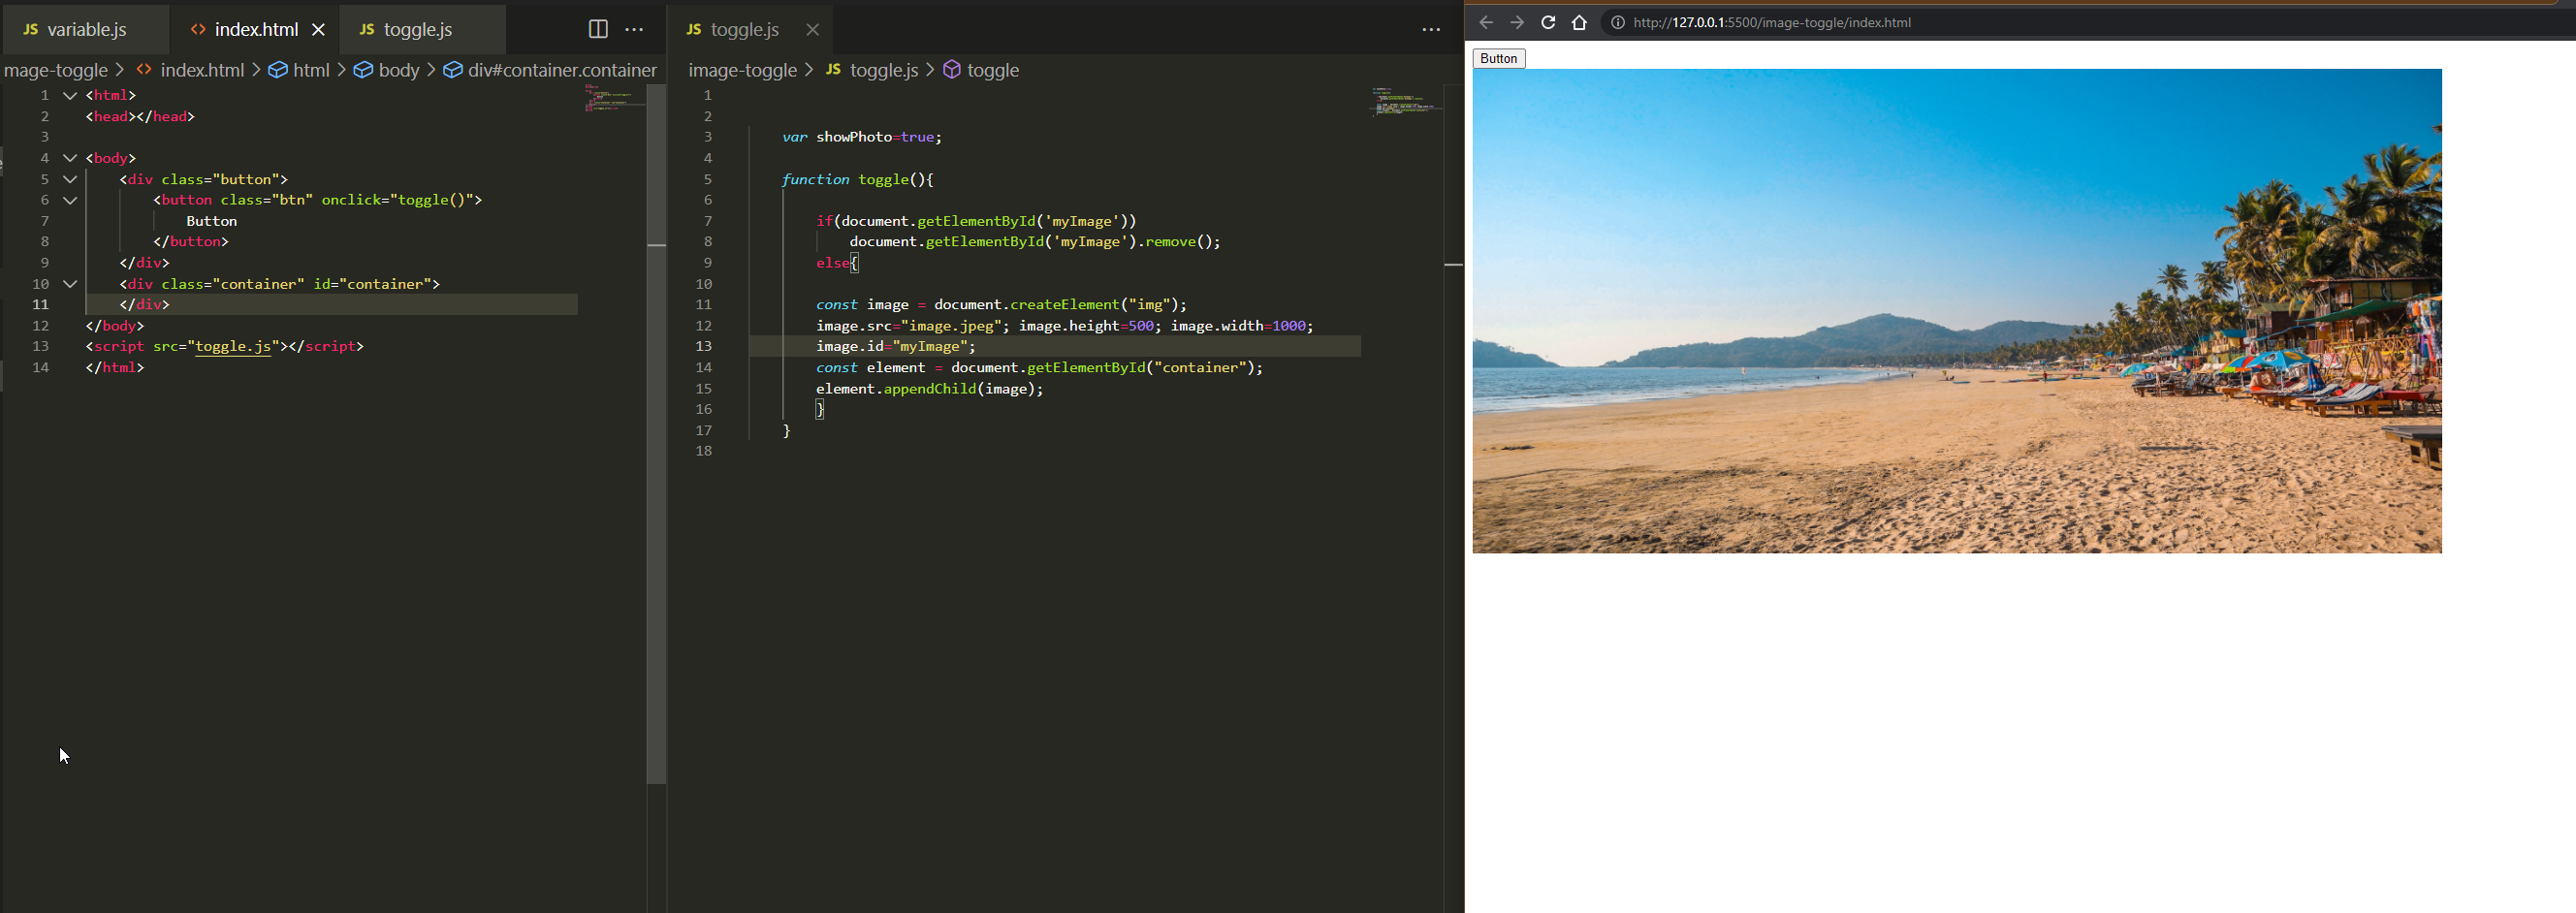 JS variable.js <> index.html × JS toggle.js ...
mage-toggle > <> index.html > html > body > div#container.container
1 <html>
2 <head></head>
3
4 <body>
5 <div class="button">
6 <button class="btn" onclick="toggle()">
7 Button
8 </button>
9 </div>
10 <div class="container" id="container">
11 </div>
12 </body>
13 <script src="toggle.js"></script>
14 </html>
JS toggle.js × ...
image-toggle > JS toggle.js > toggle
1
2
3 var showPhoto=true;
4
5 function toggle(){
6
7 if(document.getElementById('myImage'))
8 document.getElementById('myImage').remove();
9 else{
10
11 const image = document.createElement("img");
12 image.src="image.jpeg"; image.height=500; image.width=1000;
13 image.id="myImage";
14 const element = document.getElementById("container");
15 element.appendChild(image);
16 }
17 }
18
http://127.0.0.1:5500/image-toggle/index.html
Button